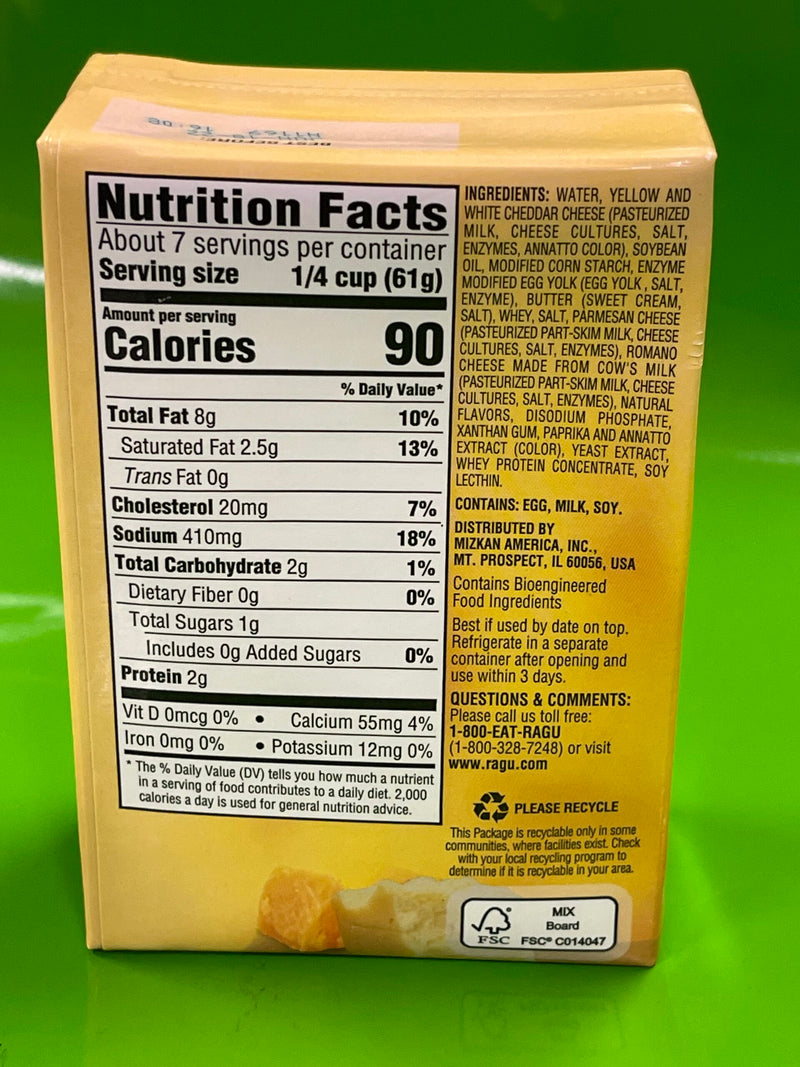 Nutrition Facts
About 7 servings per container
Serving size 1/4 cup (61g)
Amount per serving
Calories 90
% Daily Value*
Total Fat 8g 10%
Saturated Fat 2.5g 13%
Trans Fat 0g
Cholesterol 20mg 7%
Sodium 410mg 18%
Total Carbohydrate 2g 1%
Dietary Fiber 0g 0%
Total Sugars 1g
Includes 0g Added Sugars 0%
Protein 2g
Vit D 0mcg 0% • Calcium 55mg 4%
Iron 0mg 0% • Potassium 12mg 0%
* The % Daily Value (DV) tells you how much a nutrient
in a serving of food contributes to a daily diet. 2,000
calories a day is used for general nutrition advice.
INGREDIENTS: WATER, YELLOW AND
WHITE CHEDDAR CHEESE (PASTEURIZED
MILK, CHEESE CULTURES, SALT,
ENZYMES, ANNATTO COLOR), SOYBEAN
OIL, MODIFIED CORN STARCH, ENZYME
MODIFIED EGG YOLK (EGG YOLK, SALT,
ENZYME), BUTTER (SWEET CREAM,
SALT), WHEY, SALT, PARMESAN CHEESE
(PASTEURIZED PART-SKIM MILK, CHEESE
CULTURES, SALT, ENZYMES), ROMANO
CHEESE MADE FROM COW'S MILK
(PASTEURIZED PART-SKIM MILK, CHEESE
CULTURES, SALT, ENZYMES), NATURAL
FLAVORS, DISODIUM PHOSPHATE,
XANTHAN GUM, PAPRIKA AND ANNATTO
EXTRACT (COLOR), YEAST EXTRACT,
WHEY PROTEIN CONCENTRATE, SOY
LECTHIN.
CONTAINS: EGG, MILK, SOY.
DISTRIBUTED BY
MIZKAN AMERICA, INC.,
MT. PROSPECT, IL 60056, USA
Contains Bioengineered
Food Ingredients
Best if used by date on top.
Refrigerate in a separate
container after opening and
use within 3 days.
QUESTIONS & COMMENTS:
Please call us toll free:
1-800-EAT-RAGU
(1-800-328-7248) or visit
www.ragu.com
PLEASE RECYCLE
This Package is recyclable only in some
communities, where facilities exist. Check
with your local recycling program to
determine if it is recyclable in your area.
MIX
Board
FSC FSC® C014047